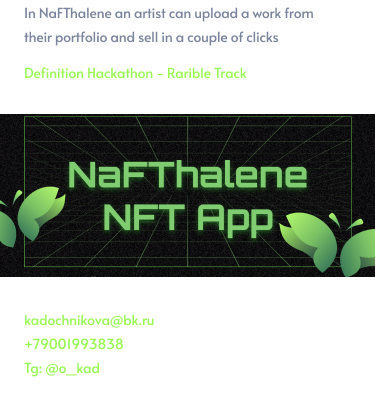 In NaFThalene an artist can upload a work from
their portfolio and sell in a couple of clicks
Definition Hackathon - Rarible Track
NaFThalene
NFT App
kadochnikova@bk.ru
+79001993838
Tg: @o_kad